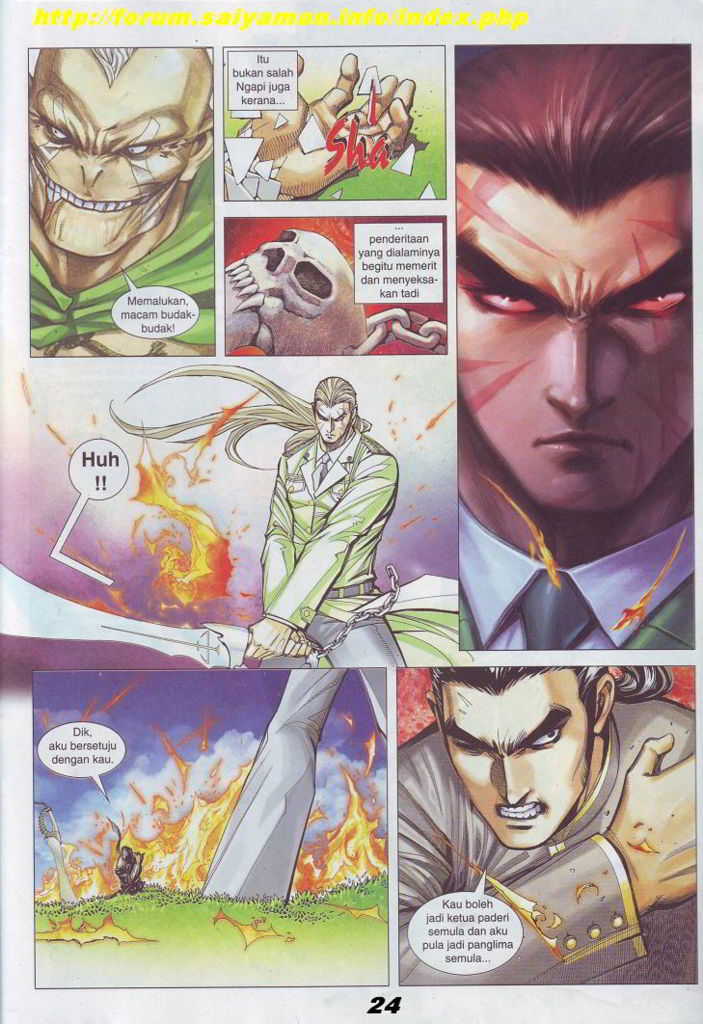 http://forum.saiyaman.info/index.php
Itu
bukan salah
Ngapi juga
kerana...
Sha
Memalukan,
macam budak-
budak!
...
penderitaan
yang dialaminya
begitu memerit
dan menyeksa-
kan tadi
Huh
!!
Dik,
aku bersetuju
dengan kau.
Kau boleh
jadi ketua paderi
semula dan aku
pula jadi panglima
semula...
24